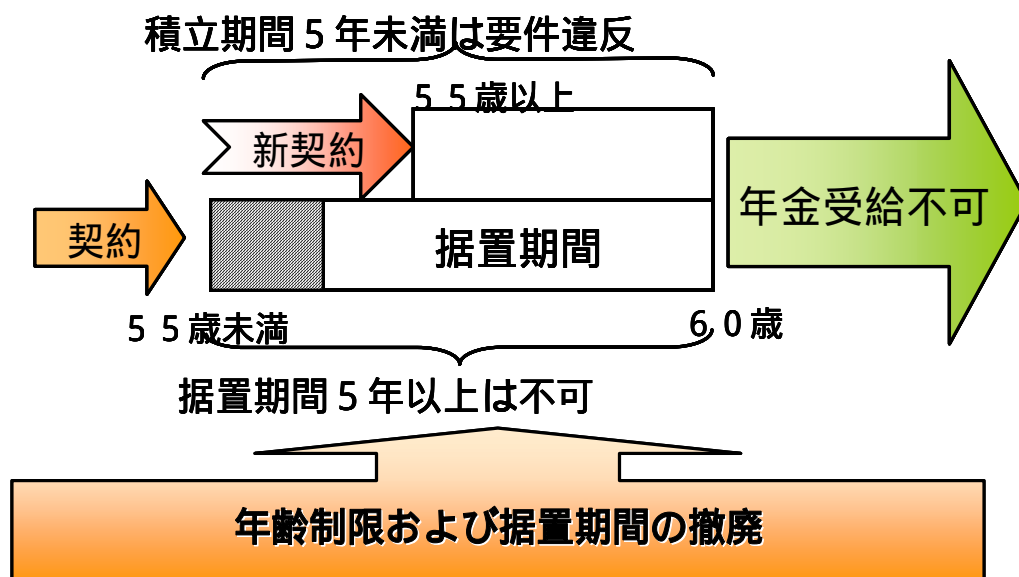 積立期間５年未満は要件違反
５５歳以上
新契約
年金受給不可
契約
据置期間
５５歳未満
６０歳
据置期間５年以上は不可
年齢制限および据置期間の撤廃